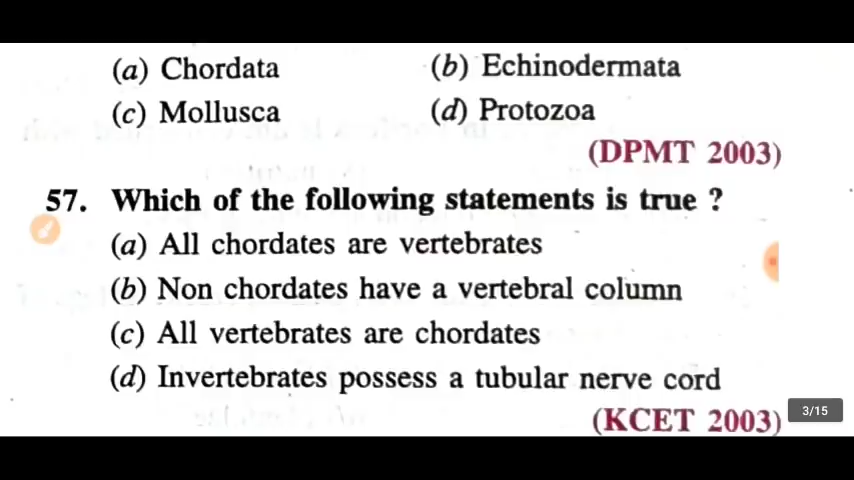 (a) Chordata (b) Echinodermata
(c) Mollusca (d) Protozoa
(DPMT 2003)
57. Which of the following statements is true ?
(a) All chordates are vertebrates
(b) Non chordates have a vertebral column
(c) All vertebrates are chordates
(d) Invertebrates possess a tubular nerve cord
3/15
(KCET 2003)